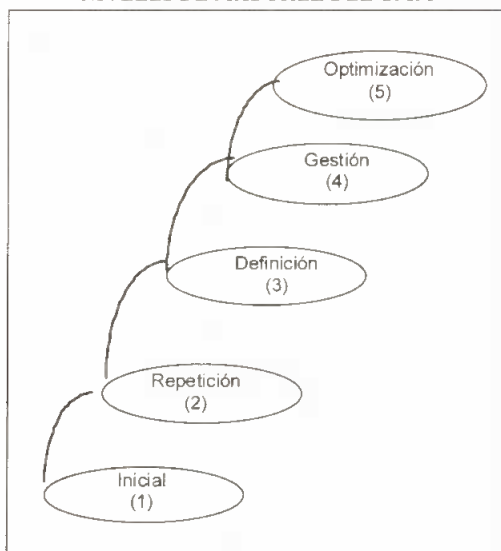 Optimización
(5)
Gestión
(4)
Definición
(3)
Repetición
(2)
Inicial
(1)